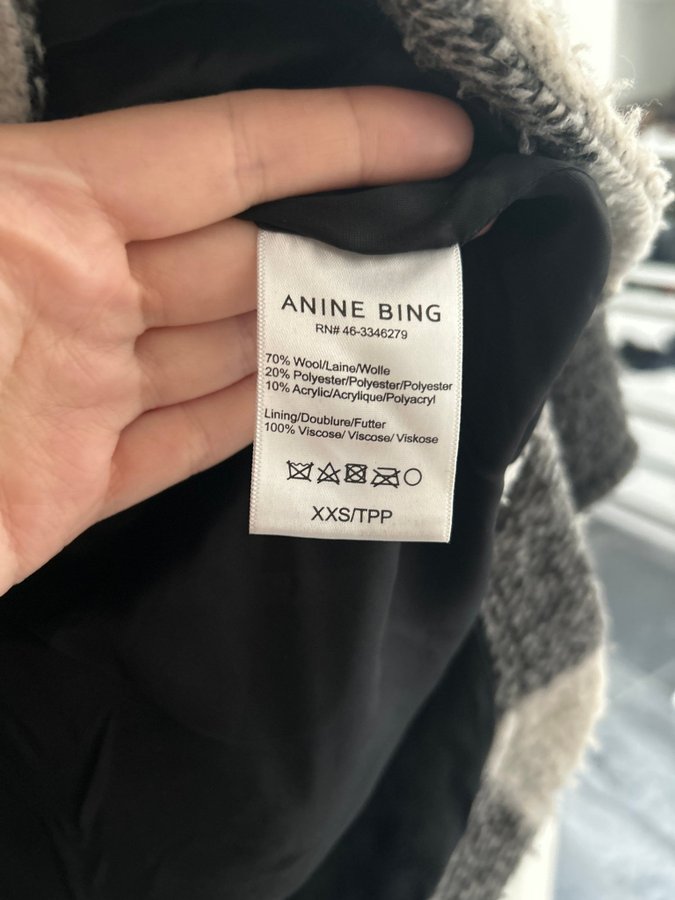 ANINE BING
RN# 46-3346279
70% Wool/Laine/Wolle
20% Polyester/Polyester/Polyester
10% Acrylic/Acrylique/Polyacryl
Lining/Doublure/Futter
100% Viscose/ Viscose/ Viskose
XXS/TPP